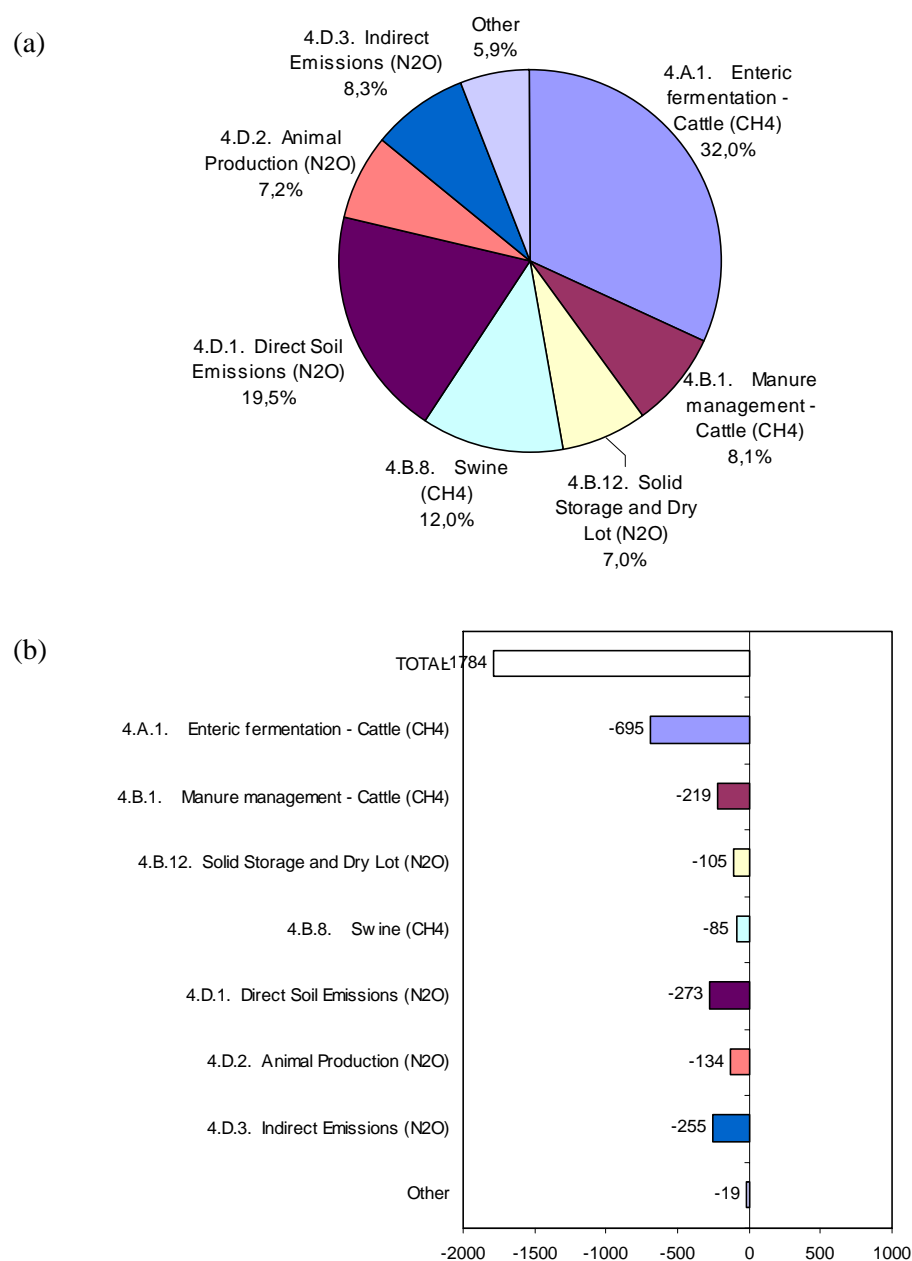 (a)
Other
5,9%
4.D.3. Indirect
Emissions (N2O)
8,3%
4.A.1. Enteric
fermentation -
Cattle (CH4)
32,0%
4.D.2. Animal
Production (N2O)
7,2%
4.D.1. Direct Soil
Emissions (N2O)
19,5%
4.B.1. Manure
management -
Cattle (CH4)
8,1%
4.B.8. Swine
(CH4)
12,0%
4.B.12. Solid
Storage and Dry
Lot (N2O)
7,0%
(b)
TOTAL -1784
4.A.1. Enteric fermentation - Cattle (CH4) -695
4.B.1. Manure management - Cattle (CH4) -219
4.B.12. Solid Storage and Dry Lot (N2O) -105
4.B.8. Swine (CH4) -85
4.D.1. Direct Soil Emissions (N2O) -273
4.D.2. Animal Production (N2O) -134
4.D.3. Indirect Emissions (N2O) -255
Other -19
-2000 -1500 -1000 -500 0 500 1000